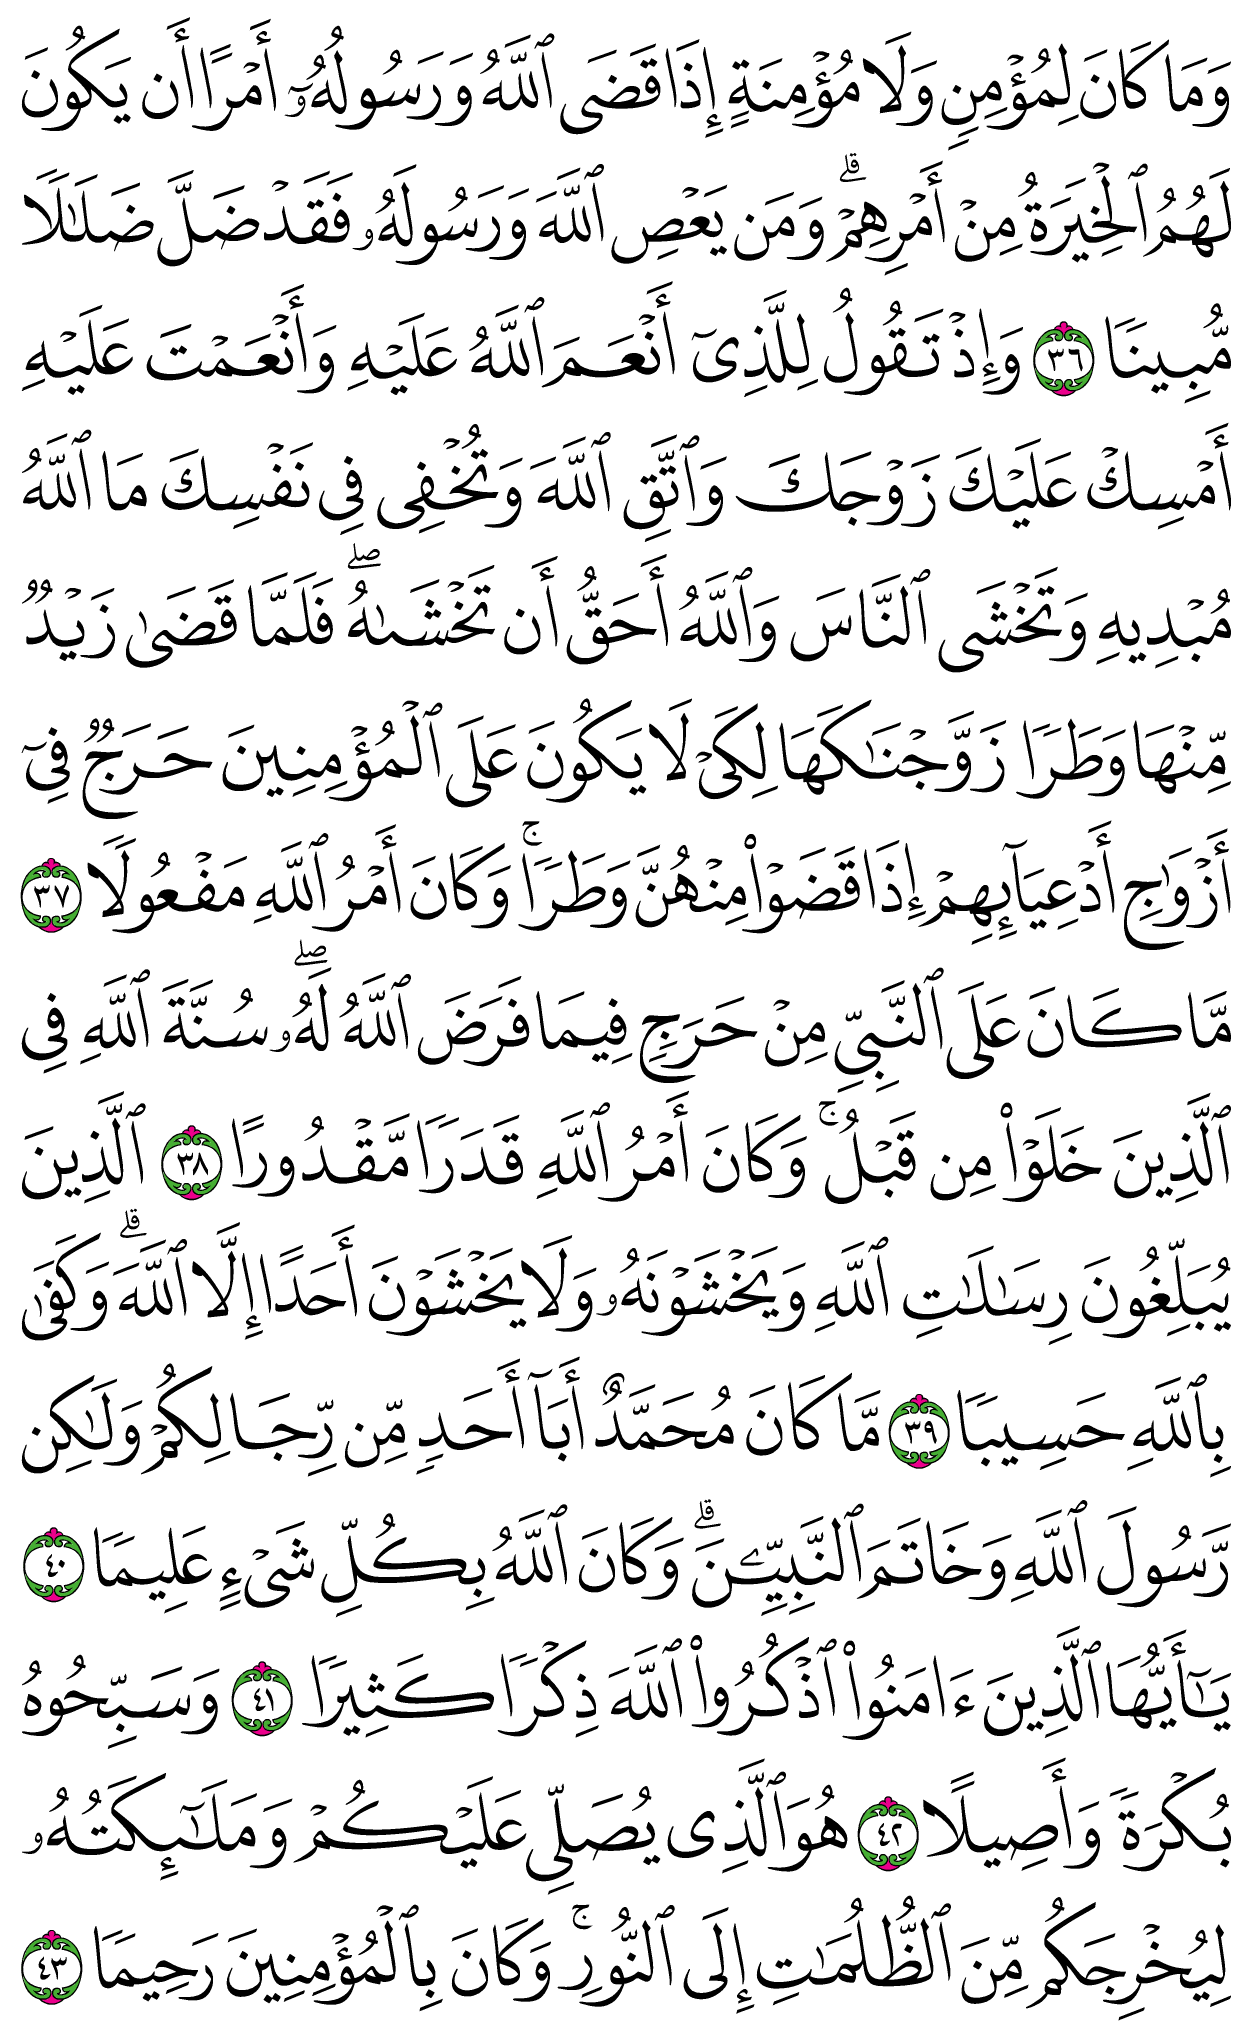 وَمَا كَانَ لِمُؤۡمِنٖ وَلَا مُؤۡمِنَةٍ إِذَا قَضَى ٱللَّهُ وَرَسُولُهُۥٓ أَمۡرًا أَن يَكُونَ
لَهُمُ ٱلۡخِيَرَةُ مِنۡ أَمۡرِهِمۡۗ وَمَن يَعۡصِ ٱللَّهَ وَرَسُولَهُۥ فَقَدۡ ضَلَّ ضَلَٰلٗا
مُّبِينٗا ٣٦ وَإِذۡ تَقُولُ لِلَّذِيٓ أَنۡعَمَ ٱللَّهُ عَلَيۡهِ وَأَنۡعَمۡتَ عَلَيۡهِ
أَمۡسِكۡ عَلَيۡكَ زَوۡجَكَ وَٱتَّقِ ٱللَّهَ وَتُخۡفِي فِي نَفۡسِكَ مَا ٱللَّهُ
مُبۡدِيهِ وَتَخۡشَى ٱلنَّاسَ وَٱللَّهُ أَحَقُّ أَن تَخۡشَىٰهُۖ فَلَمَّا قَضَىٰ زَيۡدٞ
مِّنۡهَا وَطَرٗا زَوَّجۡنَٰكَهَا لِكَيۡ لَا يَكُونَ عَلَى ٱلۡمُؤۡمِنِينَ حَرَجٞ فِيٓ
أَزۡوَٰجِ أَدۡعِيَآئِهِمۡ إِذَا قَضَوۡاْ مِنۡهُنَّ وَطَرٗاۚ وَكَانَ أَمۡرُ ٱللَّهِ مَفۡعُولٗا ٣٧
مَّا كَانَ عَلَى ٱلنَّبِيِّ مِنۡ حَرَجٖ فِيمَا فَرَضَ ٱللَّهُ لَهُۥۖ سُنَّةَ ٱللَّهِ فِي
ٱلَّذِينَ خَلَوۡاْ مِن قَبۡلُۚ وَكَانَ أَمۡرُ ٱللَّهِ قَدَرٗا مَّقۡدُورًا ٣٨ ٱلَّذِينَ
يُبَلِّغُونَ رِسَٰلَٰتِ ٱللَّهِ وَيَخۡشَوۡنَهُۥ وَلَا يَخۡشَوۡنَ أَحَدًا إِلَّا ٱللَّهَۗ وَكَفَىٰ
بِٱللَّهِ حَسِيبٗا ٣٩ مَّا كَانَ مُحَمَّدٌ أَبَآ أَحَدٖ مِّن رِّجَالِكُمۡ وَلَٰكِن
رَّسُولَ ٱللَّهِ وَخَاتَمَ ٱلنَّبِيِّـۧنَۗ وَكَانَ ٱللَّهُ بِكُلِّ شَيۡءٍ عَلِيمٗا ٤٠
يَٰٓأَيُّهَا ٱلَّذِينَ ءَامَنُواْ ٱذۡكُرُواْ ٱللَّهَ ذِكۡرٗا كَثِيرٗا ٤١ وَسَبِّحُوهُ
بُكۡرَةٗ وَأَصِيلًا ٤٢ هُوَ ٱلَّذِي يُصَلِّي عَلَيۡكُمۡ وَمَلَٰٓئِكَتُهُۥ
لِيُخۡرِجَكُم مِّنَ ٱلظُّلُمَٰتِ إِلَى ٱلنُّورِۚ وَكَانَ بِٱلۡمُؤۡمِنِينَ رَحِيمٗا ٤٣